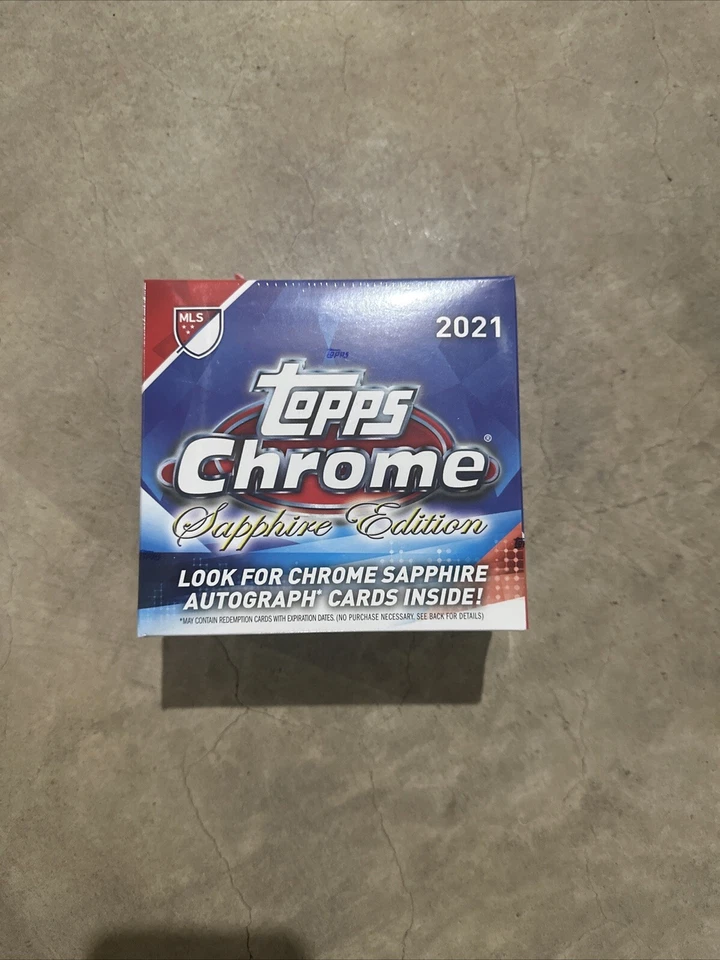 MLS
2021
Topps
Topps
Chrome®
Sapphire Edition
LOOK FOR CHROME SAPPHIRE
AUTOGRAPH* CARDS INSIDE!
*MAY CONTAIN REDEMPTION CARDS WITH EXPIRATION DATES. (NO PURCHASE NECESSARY. SEE BACK FOR DETAILS)